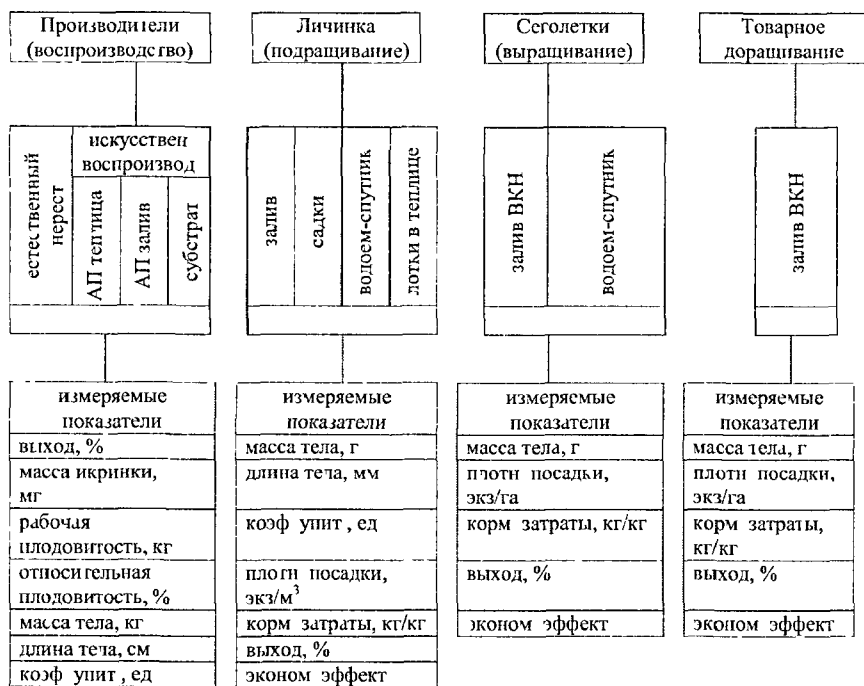 Производители
(воспроизводство)
Личинка
(подращивание)
Сеголетки
(выращивание)
Товарное
доращивание
естественный
нерест
искусствен
воспроизвод
АП теплица
АП залив
субстрат
залив
садки
водоем-спутник
лотки в теплице
залив ВКН
водоем-спутник
залив ВКН
измеряемые
показатели
выход, %
масса икринки,
мг
рабочая
плодовитость, кг
относительная
плодовитость, %
масса тела, кг
длина тела, см
коэф упит , ед
измеряемые
показатели
масса тела, г
длина тела, мм
коэф упит , ед
плотн посадки,
экз/м³
корм затраты, кг/кг
выход, %
эконом эффект
измеряемые
показатели
масса тела, г
плотн посадки,
экз/га
корм затраты, кг/кг
выход, %
эконом эффект
измеряемые
показатели
масса тела, г
плотн посадки,
экз/га
корм затраты,
кг/кг
выход, %
эконом эффект